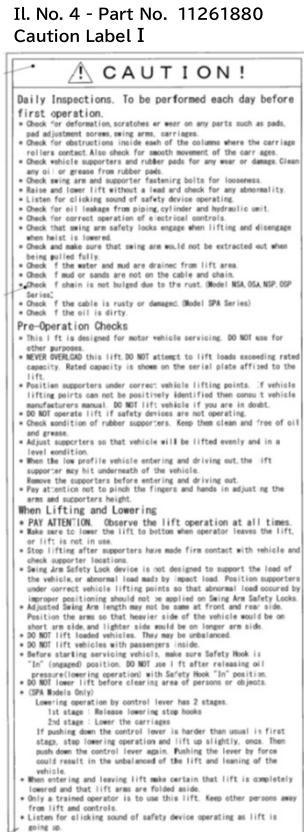 Il. No. 4 - Part No. 11261880
Caution Label I
⚠ CAUTION!
Daily Inspections. To be performed each day before
first operation.
* Check for deformation, scratches or wear on any parts such as pads,
pad adjustment screws, swing arms, carriages.
* Check for obstructions inside each of the columns where the carriage
rollers contact. Also check for smooth movement of the carriages.
* Check vehicle supporters and rubber pads for any wear or damage. Clean
any oil or grease from rubber pads.
* Check swing arm and supporter fastening bolts for looseness.
* Raise and lower lift without a load and check for any abnormality.
* Listen for clicking sound of safety device operating.
* Check for oil leakage from piping, cylinder and hydraulic unit.
* Check for correct operation of electrical controls.
* Check that swing arm safety locks engage when lifting and disengage
when heist is lowered.
* Check and make sure that swing arm would not be extracted out when
being pulled fully.
* Check if the water and mud are drained from lift area.
* Check if mud or sands are not on the cable and chain.
* Check if chain is not bulged due to the rust. (Model NSA, OSA, NSP, OSP
Series)
* Check if the cable is rusty or damaged. (Model SPA Series)
* Check if the oil is dirty.
Pre-Operation Checks
* This lift is designed for motor vehicle servicing. DO NOT use for
other purposes.
* NEVER OVERLOAD this lift. DO NOT attempt to lift loads exceeding rated
capacity. Rated capacity is shown on the serial plate affixed to the
lift.
* Position supporters under correct vehicle lifting points. If vehicle
lifting points can not be positively identified then consult vehicle
manufacturers manual. DO NOT lift vehicle if you are in doubt.
* DO NOT operate lift if safety devices are not operating.
* Check condition of rubber supporters. Keep them clean and free of oil
and grease.
* Adjust supporters so that vehicle will be lifted evenly and in a
level condition.
* When the low profile vehicle entering and driving out, the lift
supporter may hit underneath of the vehicle.
Remove the supporters before entering and driving out.
* Pay attention not to pinch the fingers and hands in adjusting the
arms and supporters height.
When Lifting and Lowering
* PAY ATTENTION. Observe the lift operation at all times.
* Make sure to lower the lift to bottom when operator leaves the lift,
or lift is not in use.
* Stop lifting after supporters have made firm contact with vehicle and
check supporter locations.
* Swing Arm Safety Lock device is not designed to support the load of
the vehicle, or abnormal load made by impact load. Position supporters
under correct vehicle lifting points so that abnormal load occured by
improper positioning should not be applied on Swing Arm Safety Locks.
* Adjusted Swing Arm length may not be same at front and rear side.
Position the arms so that heavier side of the vehicle would be on
short arm side, and lighter side would be on longer arm side.
* DO NOT lift loaded vehicles. They may be unbalanced.
* DO NOT lift vehicles with passengers inside.
* Before starting servicing vehicle, make sure Safety Hook is
"In" (engaged) position. DO NOT use lift after releasing oil
pressure(lowering operation) with Safety Hook "In" position.
* DO NOT lower lift before clearing area of persons or objects.
* (SPA Models Only)
Lowering operation by control lever has 2 stages.
1st stage : Release lowering stop hooks
2nd stage : Lower the carriages
If pushing down the control lever is harder than usual is first
stage, stop lowering operation and lift up slightly, once. Then
push down the control lever again. Pushing the lever by force
could result in the unbalanced of the lift and leaning of the
vehicle.
* When entering and leaving lift make certain that lift is completely
lowered and that lift arms are folded aside.
* Only a trained operator is to use this lift. Keep other persons away
from lift and controls.
* Listen for clicking sound of safety device operating as lift is
going up.